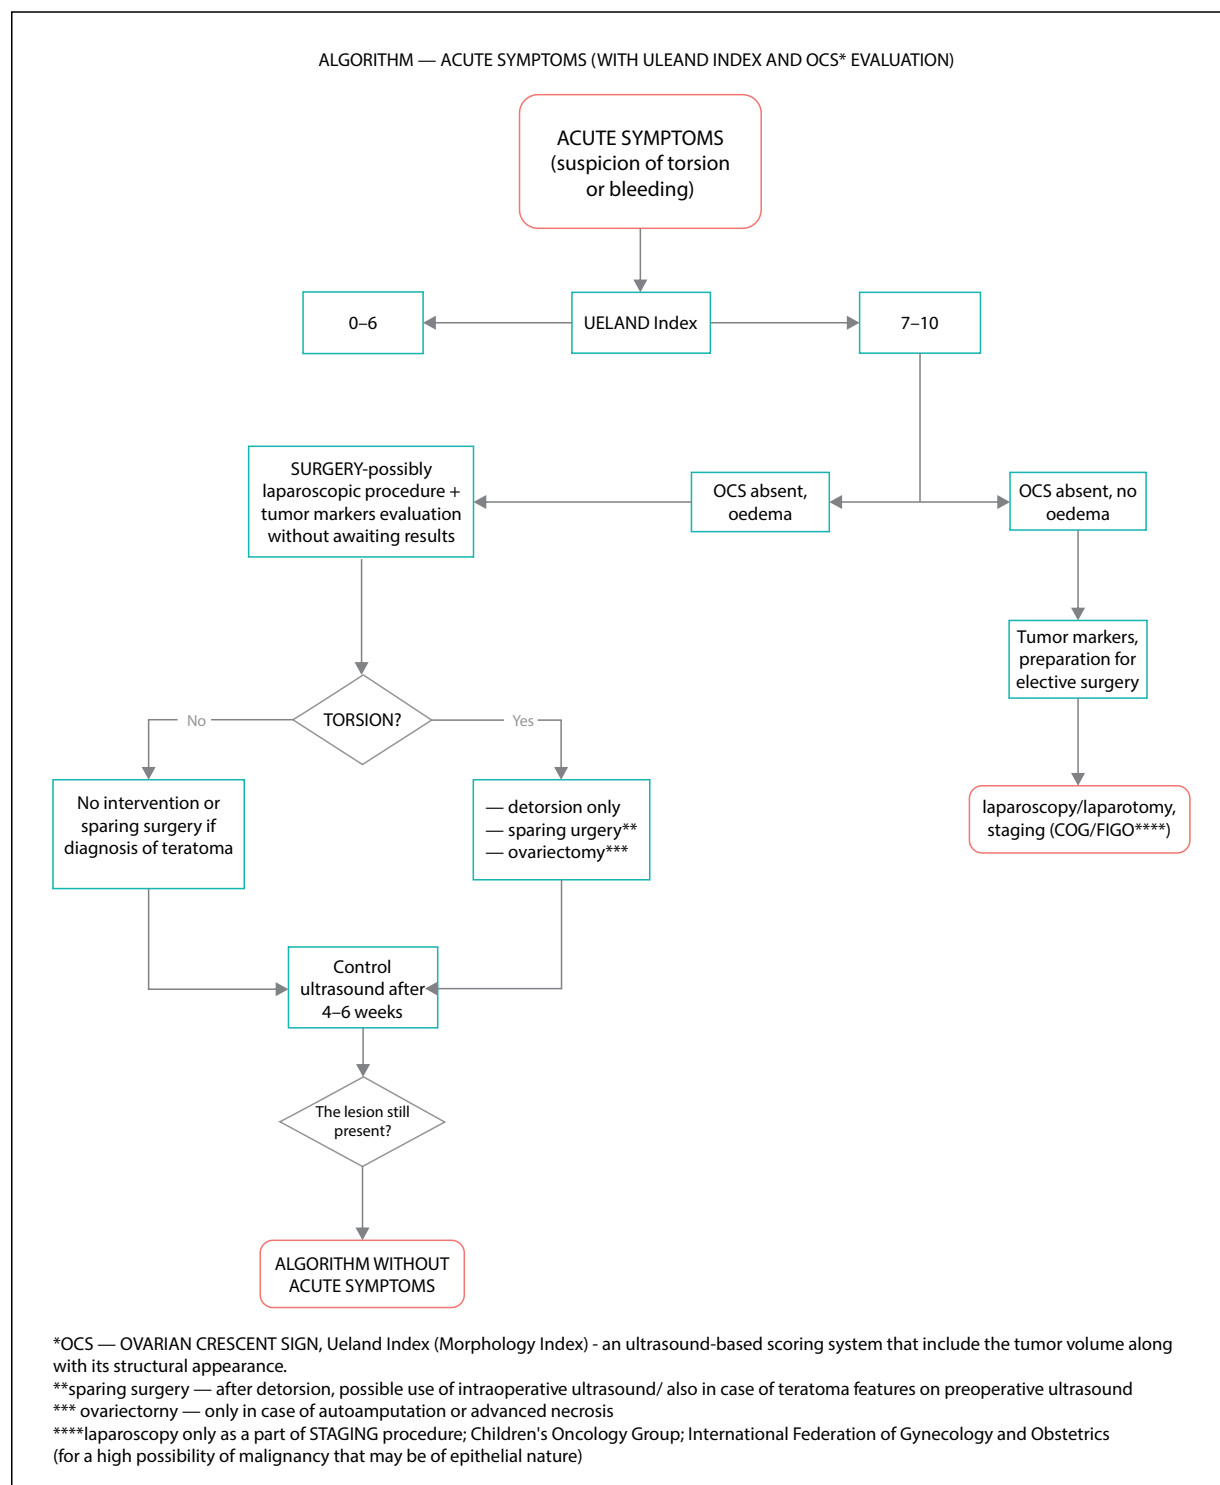 ALGORITHM — ACUTE SYMPTOMS (WITH ULEAND INDEX AND OCS* EVALUATION)
ACUTE SYMPTOMS
(suspicion of torsion
or bleeding)
0–6
UELAND Index
7–10
SURGERY-possibly
laparoscopic procedure +
tumor markers evaluation
without awaiting results
OCS absent,
oedema
OCS absent, no
oedema
Tumor markers,
preparation for
elective surgery
TORSION?
No
Yes
No intervention or
sparing surgery if
diagnosis of teratoma
— detorsion only
— sparing urgery**
— ovariectomy***
laparoscopy/laparotomy,
staging (COG/FIGO****)
Control
ultrasound after
4–6 weeks
The lesion still
present?
ALGORITHM WITHOUT
ACUTE SYMPTOMS
*OCS — OVARIAN CRESCENT SIGN, Ueland Index (Morphology Index) - an ultrasound-based scoring system that include the tumor volume along
with its structural appearance.
**sparing surgery — after detorsion, possible use of intraoperative ultrasound/ also in case of teratoma features on preoperative ultrasound
*** ovariectorny — only in case of autoamputation or advanced necrosis
****laparoscopy only as a part of STAGING procedure; Children's Oncology Group; International Federation of Gynecology and Obstetrics
(for a high possibility of malignancy that may be of epithelial nature)